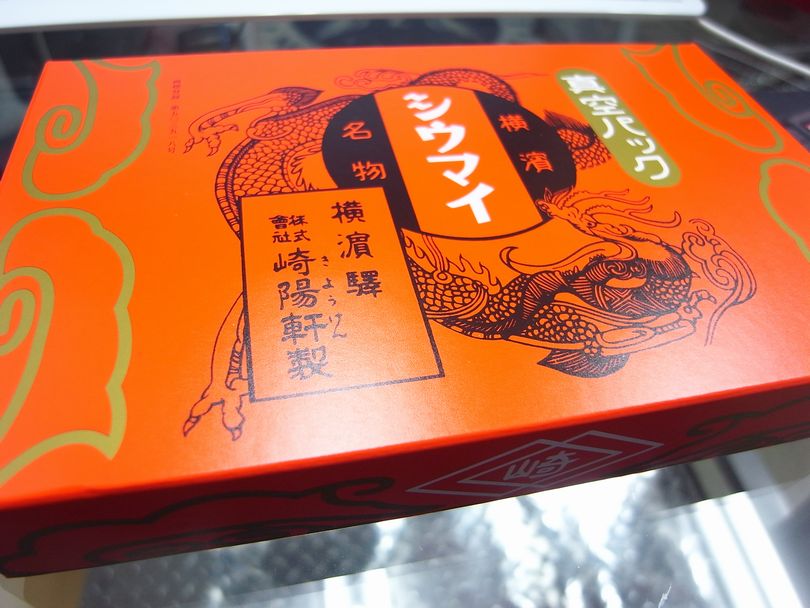 真空パック
横濱
シウマイ
名物
横濱驛
株式會社
崎陽軒製
きようけん
崎